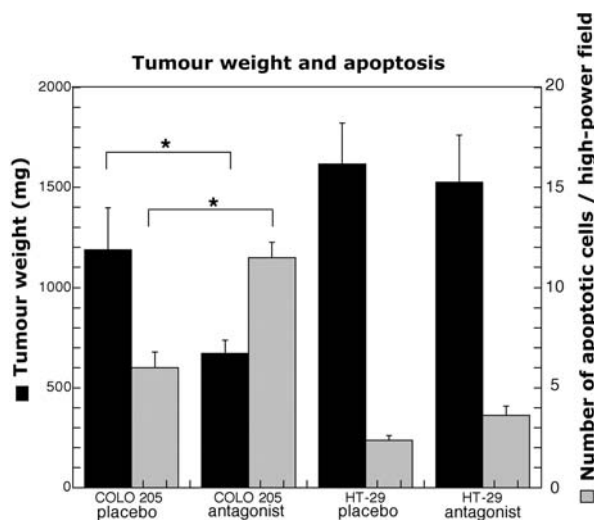 Tumour weight and apoptosis
Tumour weight (mg)
2000
1500
1000
500
0
*
*
20
15
10
5
0
Number of apoptotic cells / high-power field
COLO 205
placebo
COLO 205
antagonist
HT-29
placebo
HT-29
antagonist